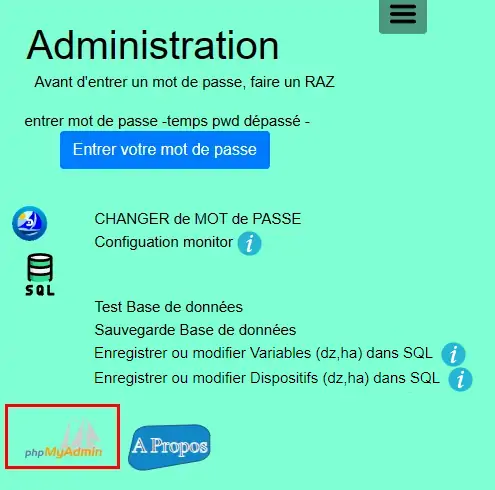 Administration
Avant d'entrer un mot de passe, faire un RAZ
entrer mot de passe -temps pwd dépassé -
Entrer votre mot de passe
CHANGER de MOT de PASSE
Configuation monitor i
SQL
Test Base de données
Sauvegarde Base de données
Enregistrer ou modifier Variables (dz,ha) dans SQL i
Enregistrer ou modifier Dispositifs (dz,ha) dans SQL i
phpMyAdmin
A Propos